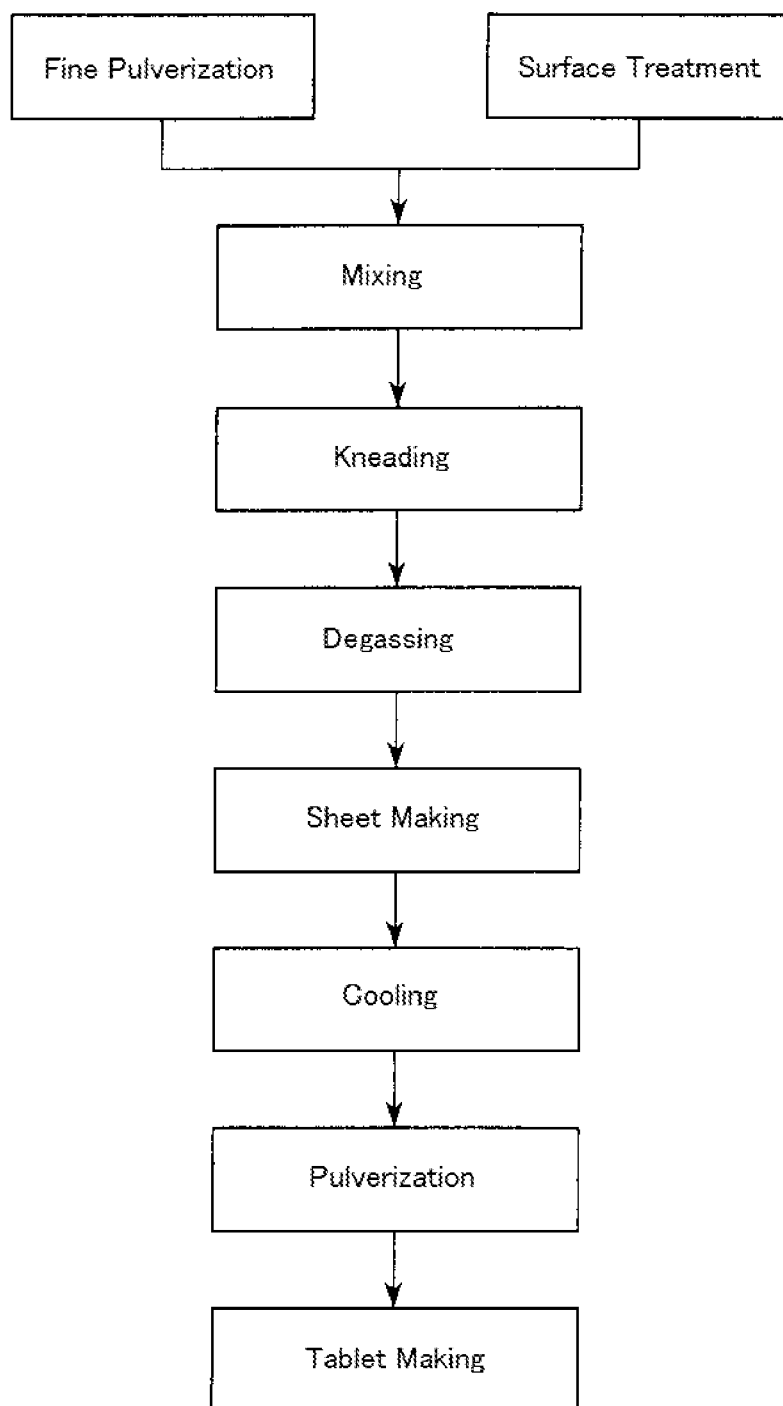 Fine Pulverization
Surface Treatment
Mixing
Kneading
Degassing
Sheet Making
Cooling
Pulverization
Tablet Making